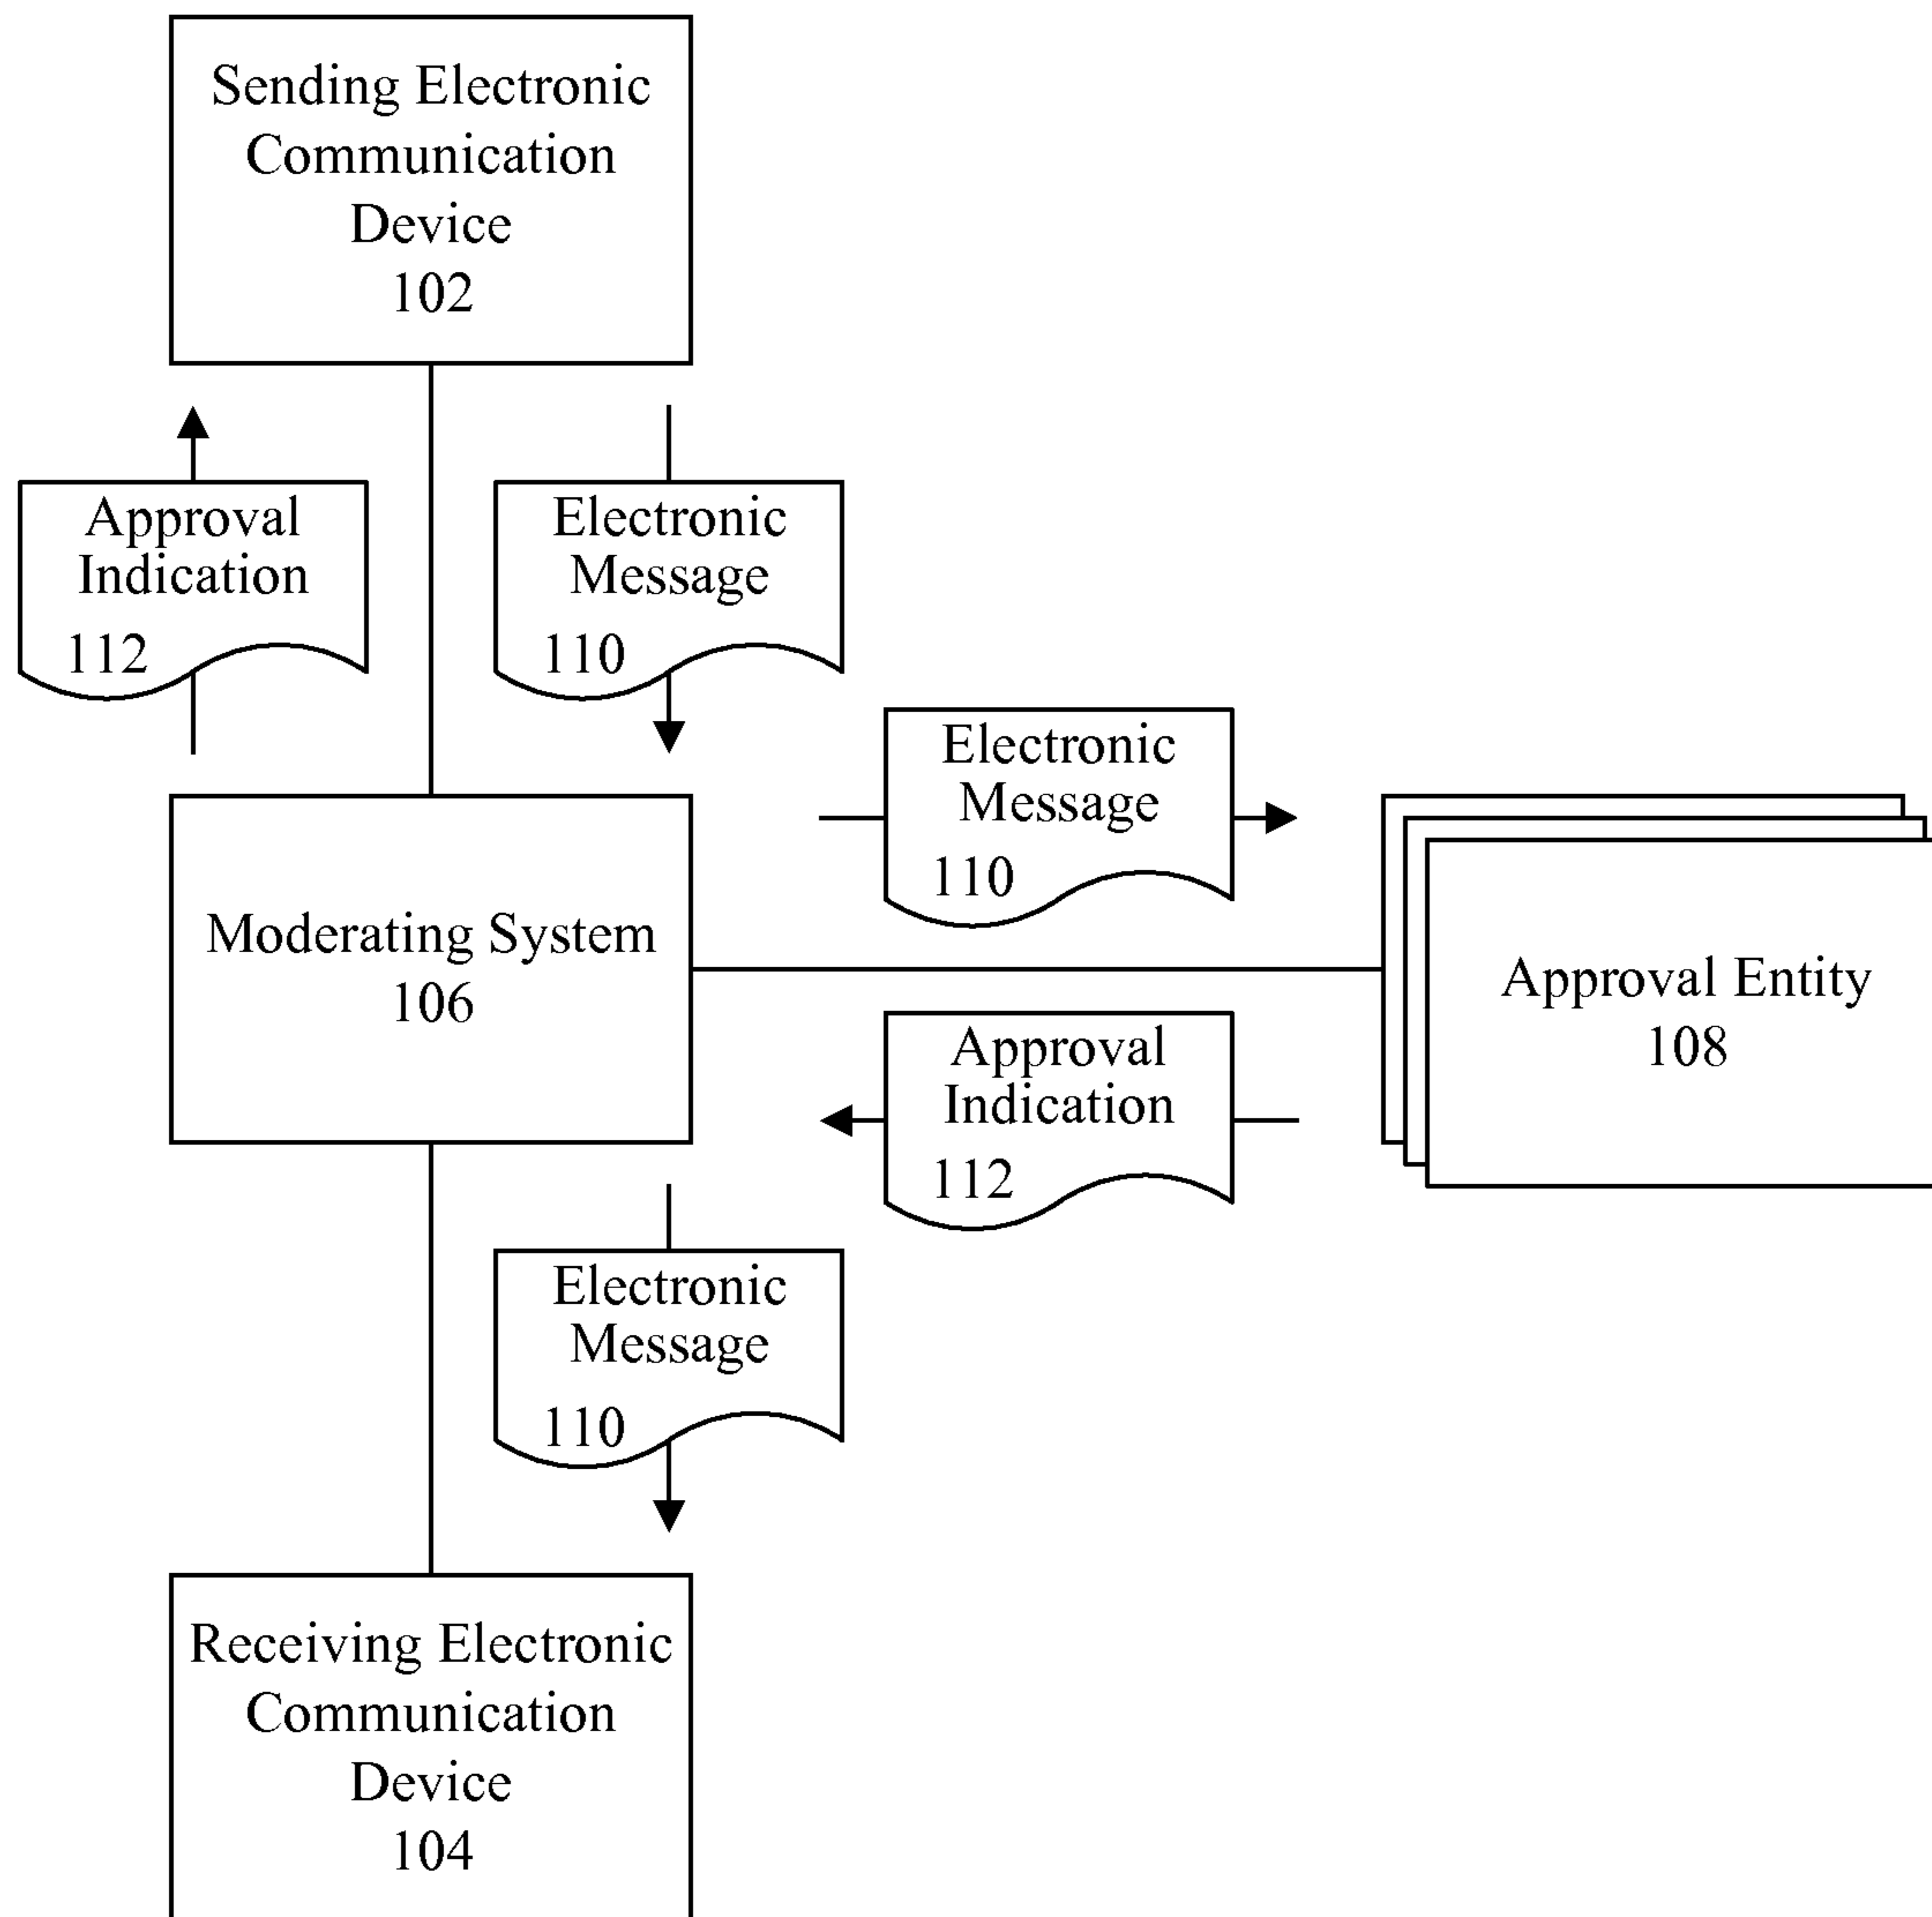 Sending Electronic
Communication
Device
102
Approval
Indication
112
Electronic
Message
110
Electronic
Message
110
Moderating System
106
Approval Entity
108
Approval
Indication
112
Electronic
Message
110
Receiving Electronic
Communication
Device
104